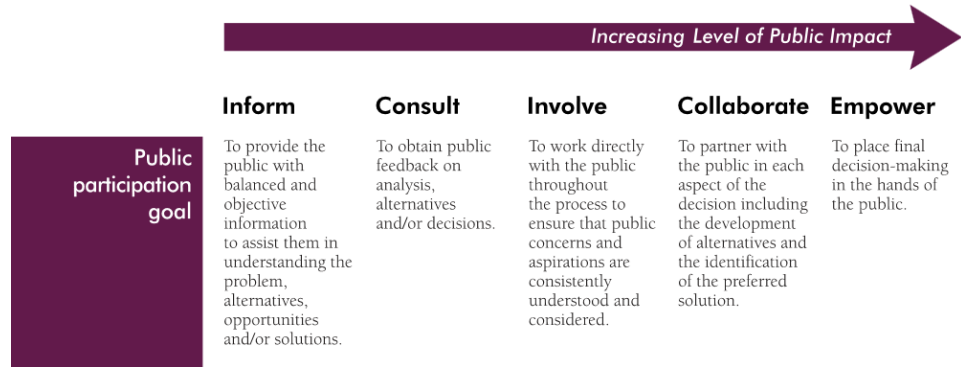 Increasing Level of Public Impact
Public
participation
goal
Inform
To provide the
public with
balanced and
objective
information
to assist them in
understanding the
problem,
alternatives,
opportunities
and/or solutions.
Consult
To obtain public
feedback on
analysis,
alternatives
and/or decisions.
Involve
To work directly
with the public
throughout
the process to
ensure that public
concerns and
aspirations are
consistently
understood and
considered.
Collaborate
To partner with
the public in each
aspect of the
decision including
the development
of alternatives and
the identification
of the preferred
solution.
Empower
To place final
decision-making
in the hands of
the public.